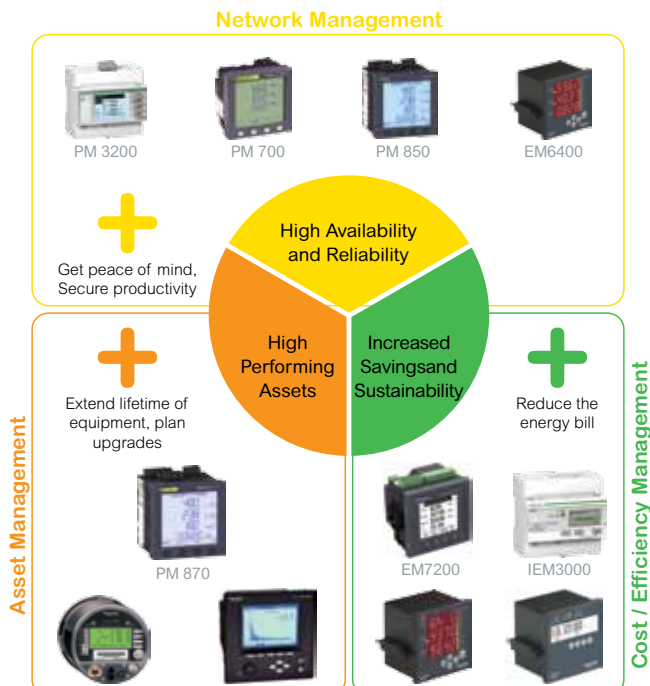 Network Management
PM 3200
PM 700
PM 850
EM6400
Get peace of mind,
Secure productivity
High Availability
and Reliability
High
Performing
Assets
Increased
Savingsand
Sustainability
Asset Management
Extend lifetime of
equipment, plan
upgrades
PM 870
Cost / Efficiency Management
Reduce the
energy bill
EM7200
IEM3000